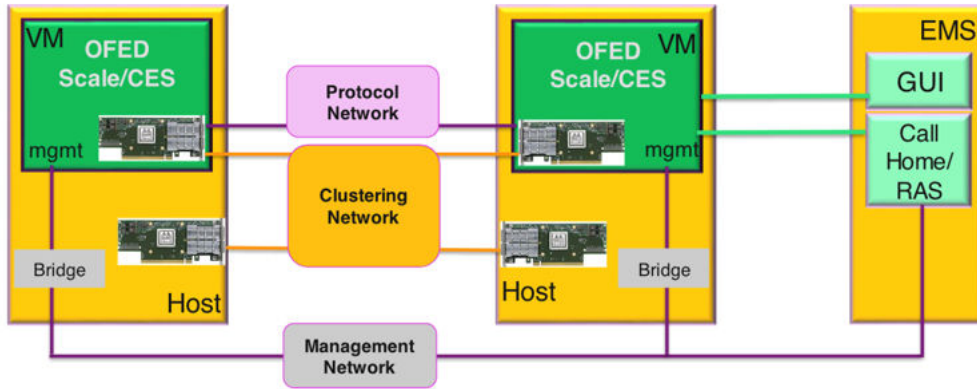 VM
OFED
Scale/CES
mgmt
Bridge
Host
Protocol
Network
Clustering
Network
Management
Network
VM
OFED
Scale/CES
mgmt
Bridge
Host
EMS
GUI
Call
Home/
RAS